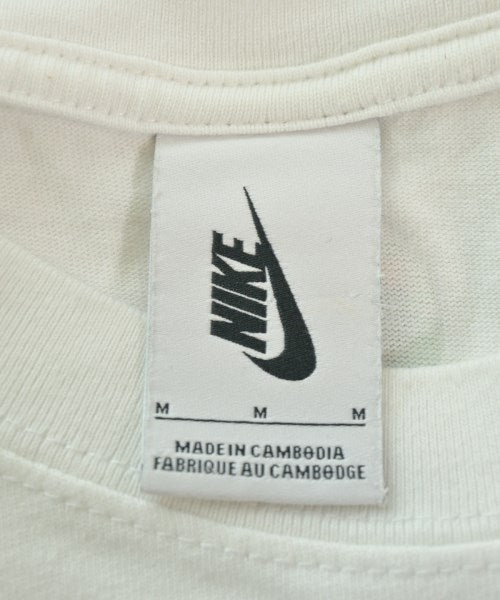 NIKE
M M M
MADE IN CAMBODIA
FABRIQUE AU CAMBODGE